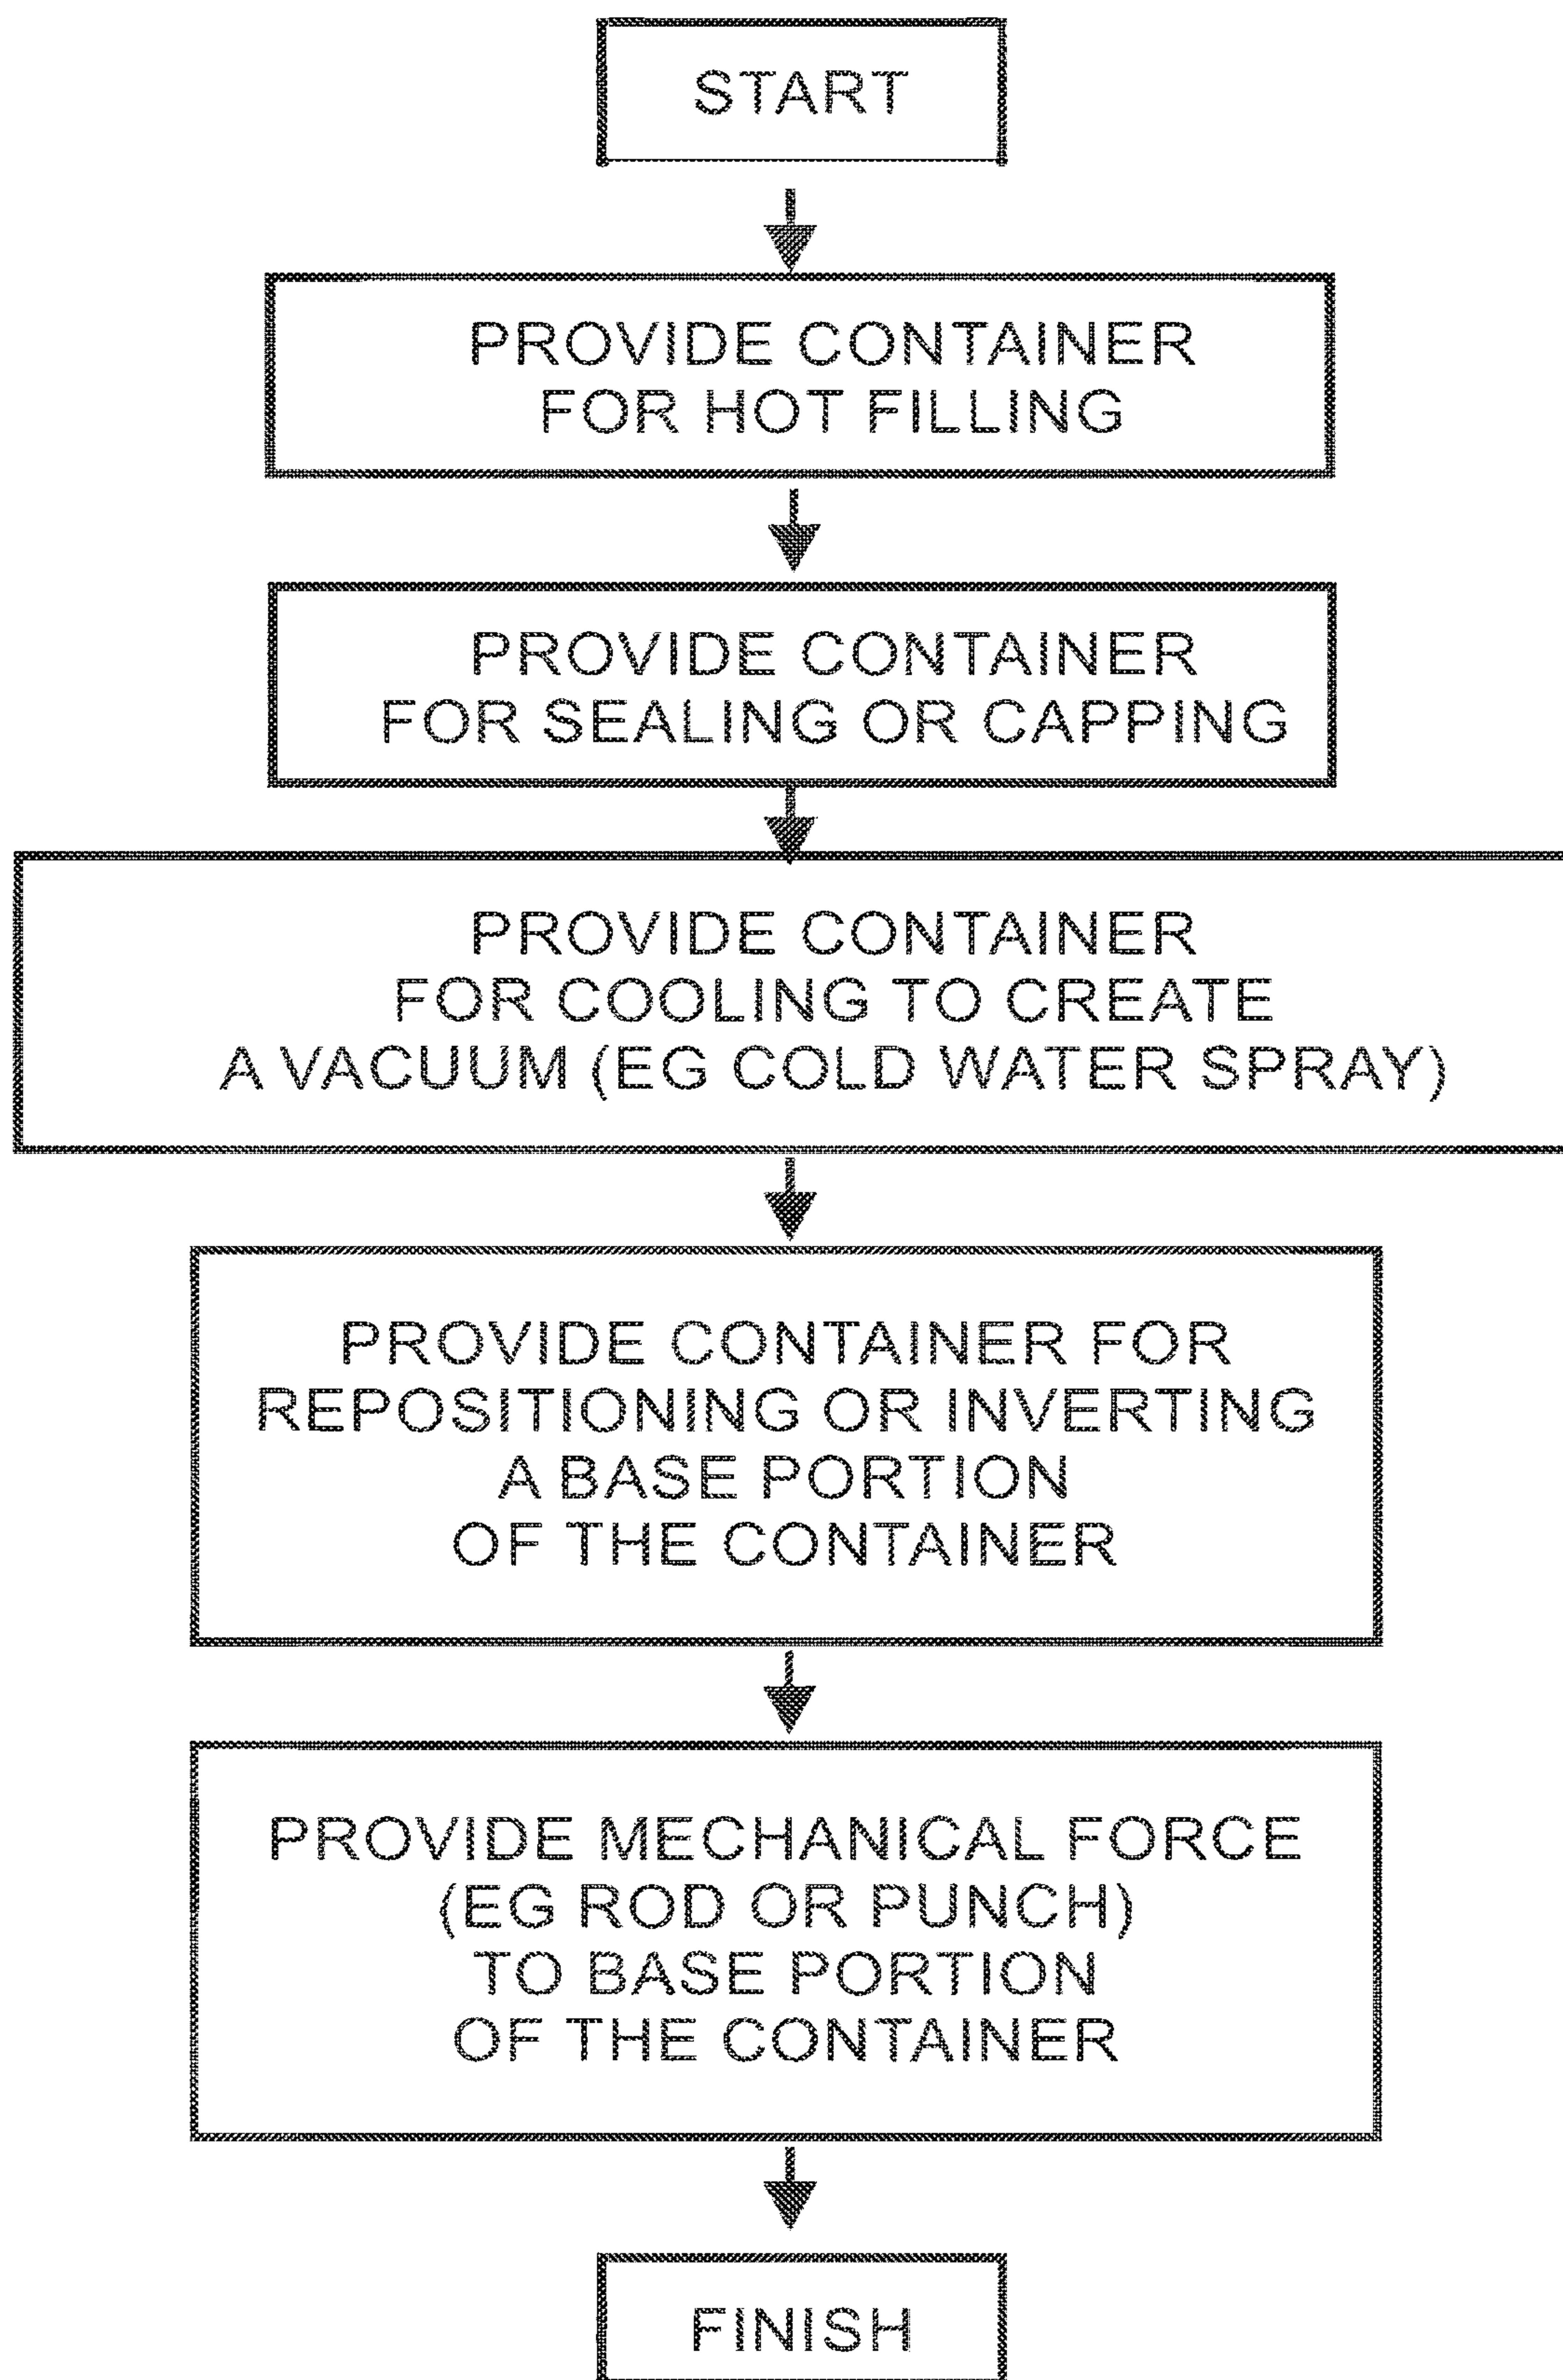 START
PROVIDE CONTAINER
FOR HOT FILLING
PROVIDE CONTAINER
FOR SEALING OR CAPPING
PROVIDE CONTAINER
FOR COOLING TO CREATE
A VACUUM (EG COLD WATER SPRAY)
PROVIDE CONTAINER FOR
REPOSITIONING OR INVERTING
A BASE PORTION
OF THE CONTAINER
PROVIDE MECHANICAL FORCE
(EG ROD OR PUNCH)
TO BASE PORTION
OF THE CONTAINER
FINISH